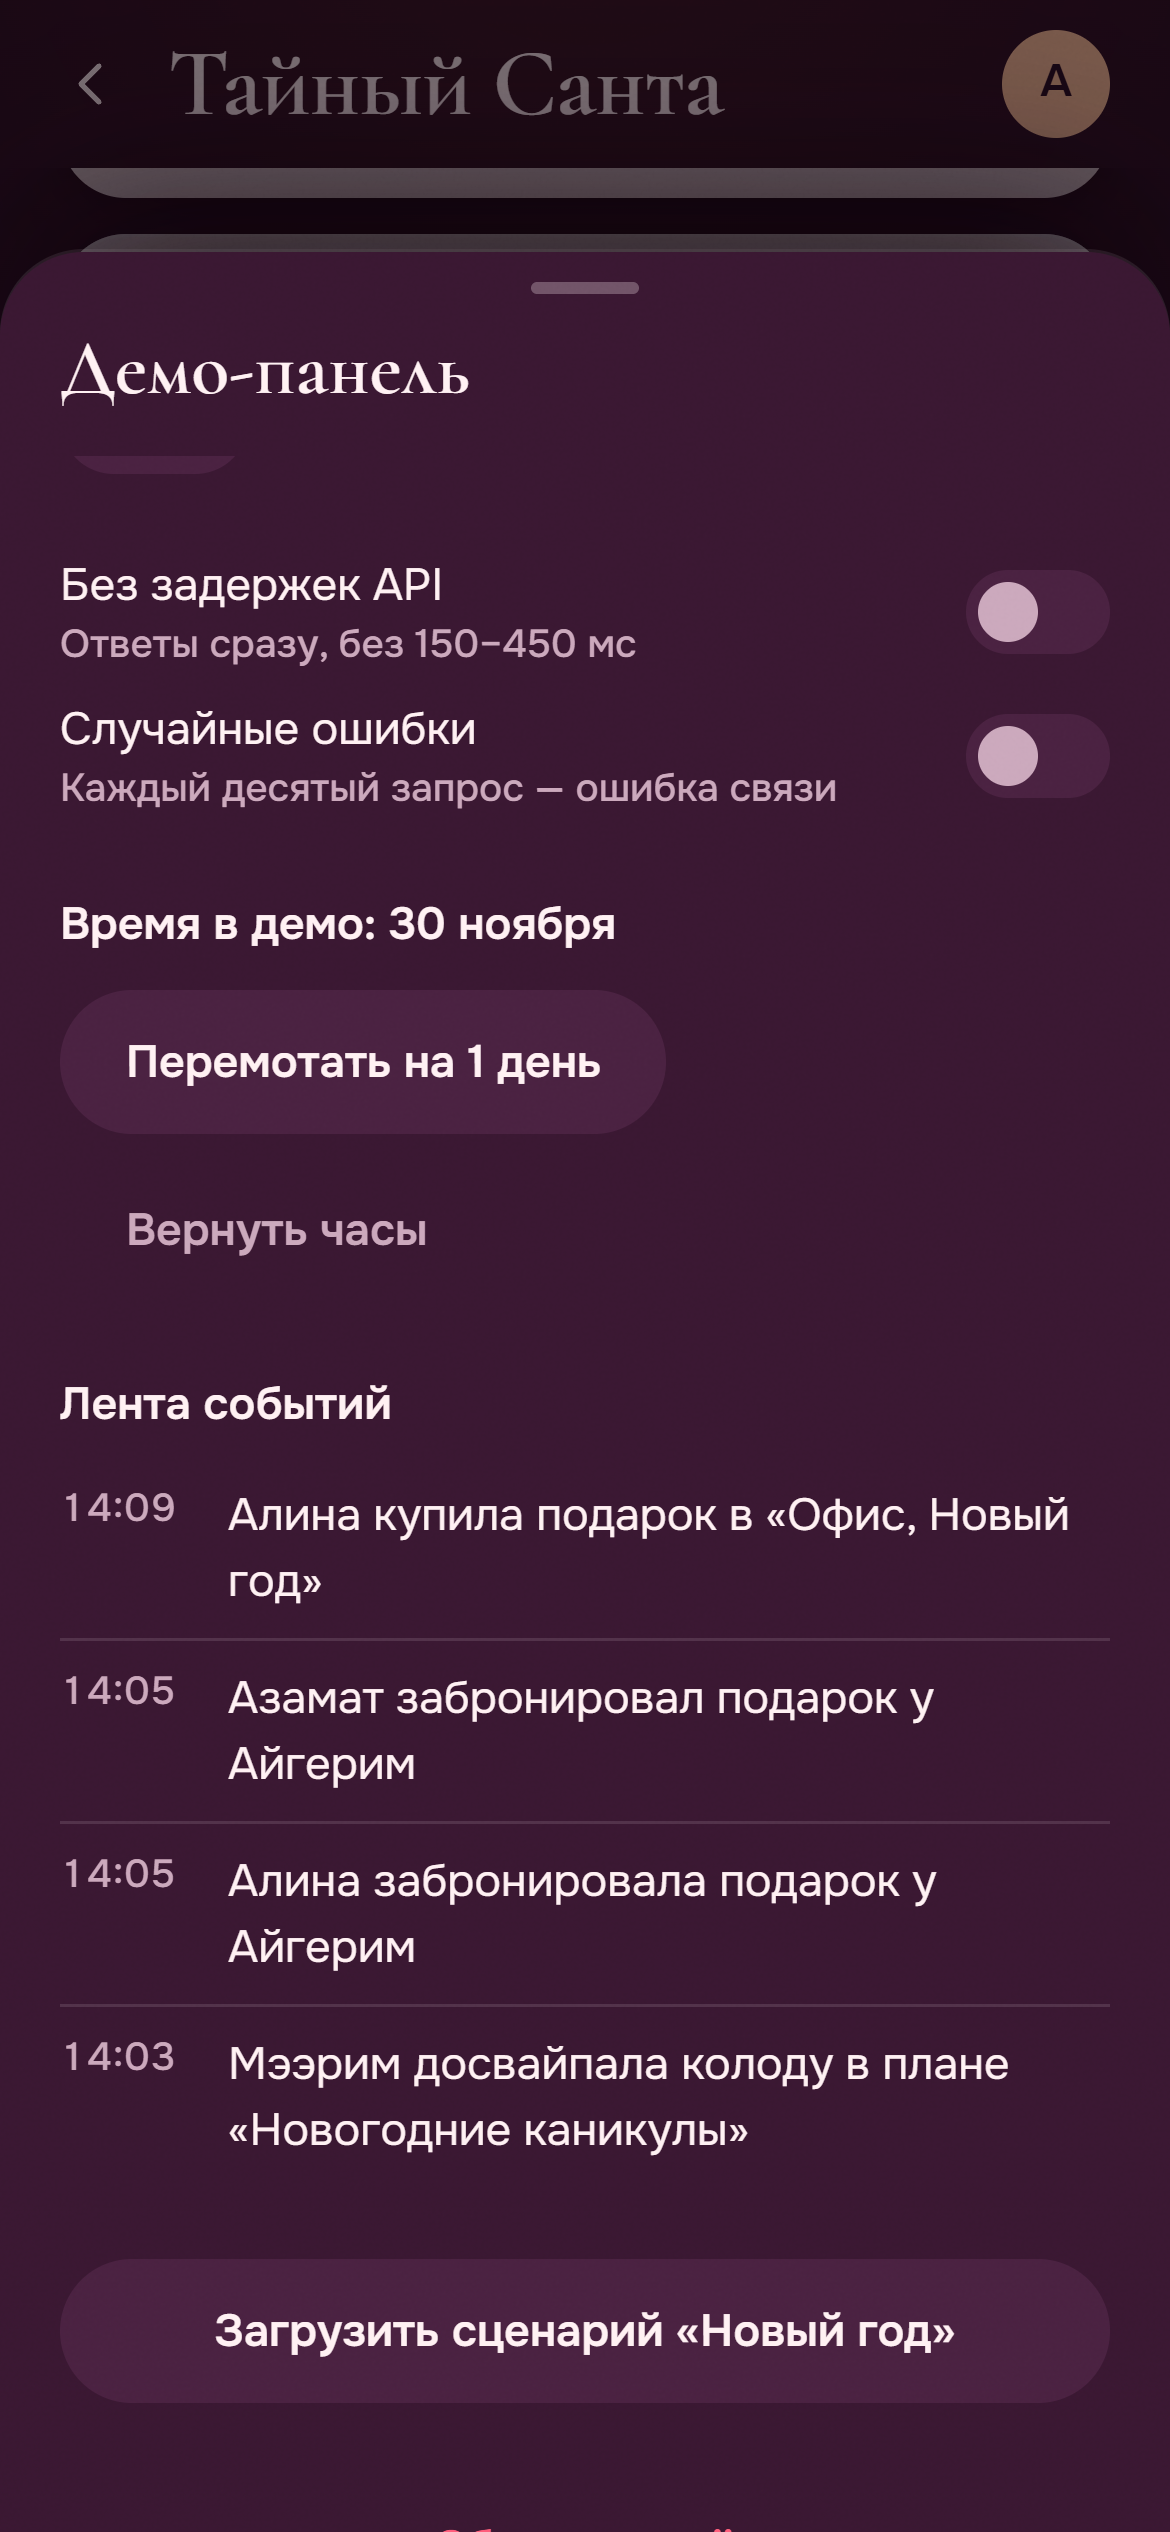 Тайный Санта
A
Демо-панель
Без задержек API
Ответы сразу, без 150–450 мс
Случайные ошибки
Каждый десятый запрос — ошибка связи
Время в демо: 30 ноября
Перемотать на 1 день
Вернуть часы
Лента событий
14:09 Алина купила подарок в «Офис, Новый
год»
14:05 Азамат забронировал подарок у
Айгерим
14:05 Алина забронировала подарок у
Айгерим
14:03 Мээрим досвайпала колоду в плане
«Новогодние каникулы»
Загрузить сценарий «Новый год»